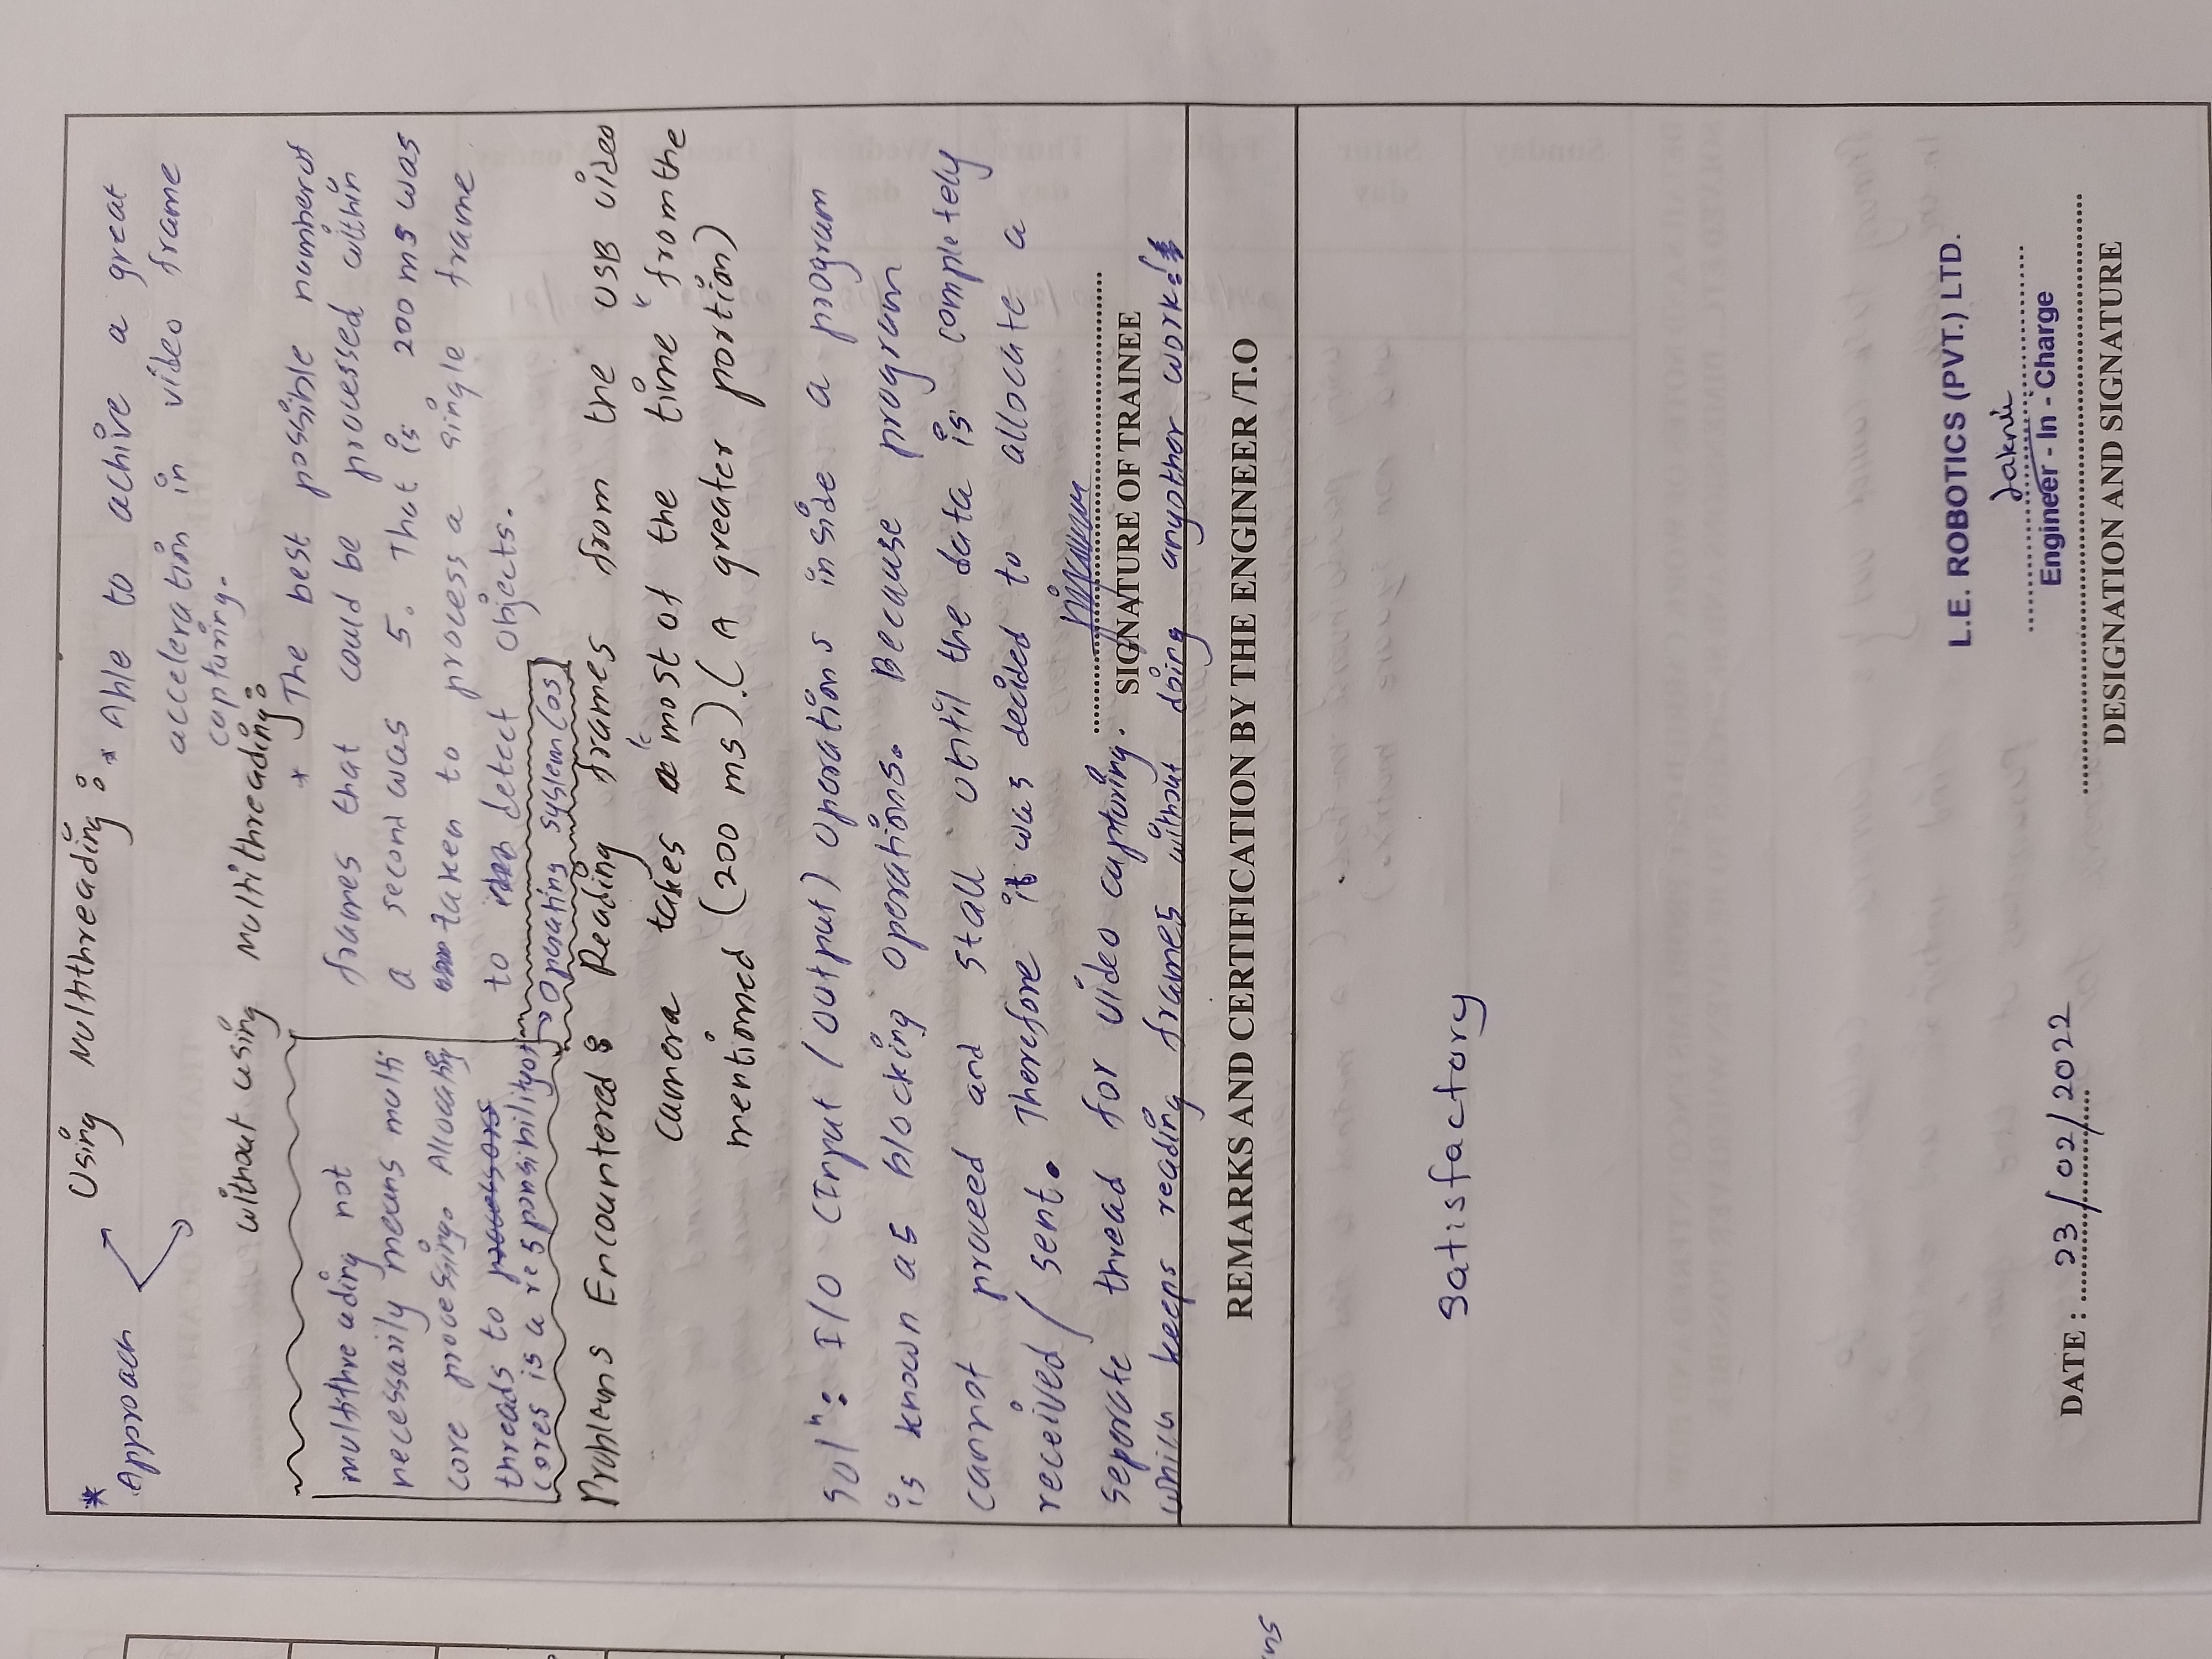 * Approach
Using Multithreading :
* Able to achive a great
acceleration in video frame
capturing.
without using Multithreading:
* The best possible number of
frames that could be processed within
a second was 5. That is 200 ms was
taken to process a single frame
to detect objects.
multithreading not
necessarily means multi
core processing. Allocating
threads to processors
cores is a responsibility of
→ Operating System (OS)
Problems Encountered : Reading frames from the USB video
camera takes "most of the time" from the
mentioned (200 ms). (A greater portion)
Solⁿ: I/O (Input / Output) Operations inside a program
is known as blocking operations. Because program
cannot proceed and stall until the data is completely
received / sent. Therefore it was decided to allocate a
seperate thread for video capturing.
SIGNATURE OF TRAINEE
which keeps reading frames without doing anyother work!
REMARKS AND CERTIFICATION BY THE ENGINEER /T.O
Satisfactory
L.E. ROBOTICS (PVT.) LTD.
Engineer - In - Charge
DATE : 23/02/2022
DESIGNATION AND SIGNATURE